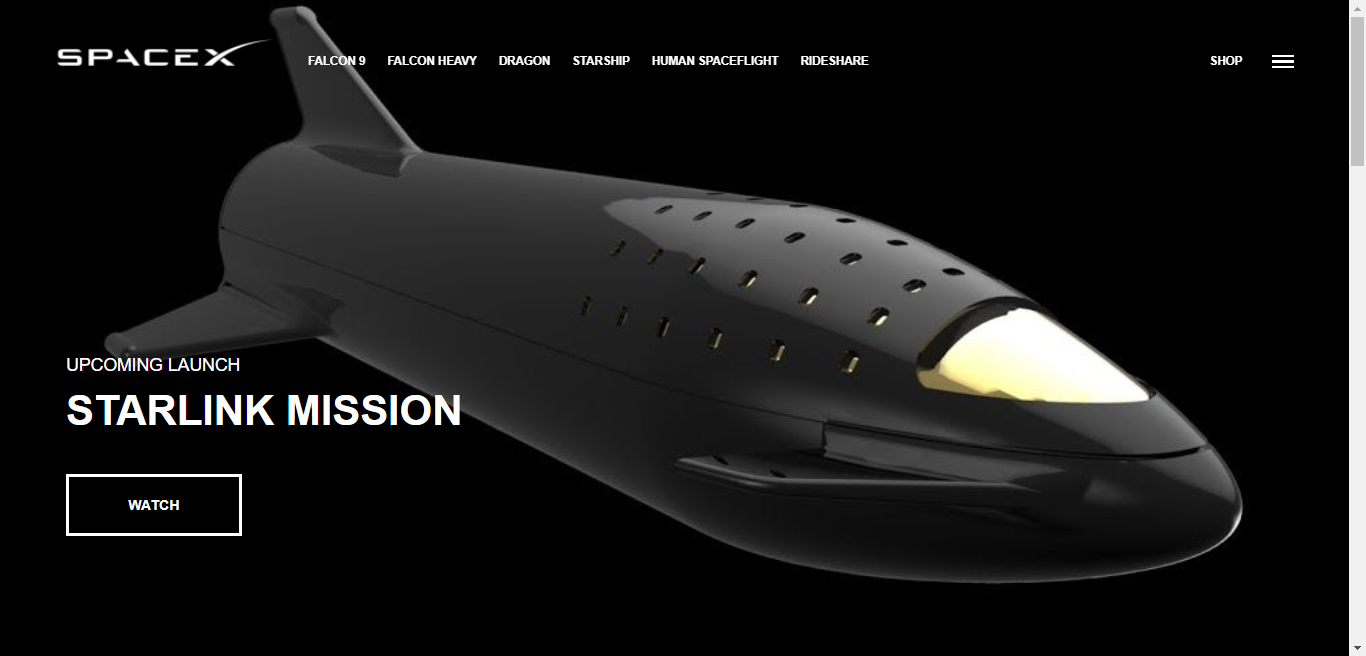 SPACEX
FALCON 9 FALCON HEAVY DRAGON STARSHIP HUMAN SPACEFLIGHT RIDESHARE SHOP
UPCOMING LAUNCH
STARLINK MISSION
WATCH